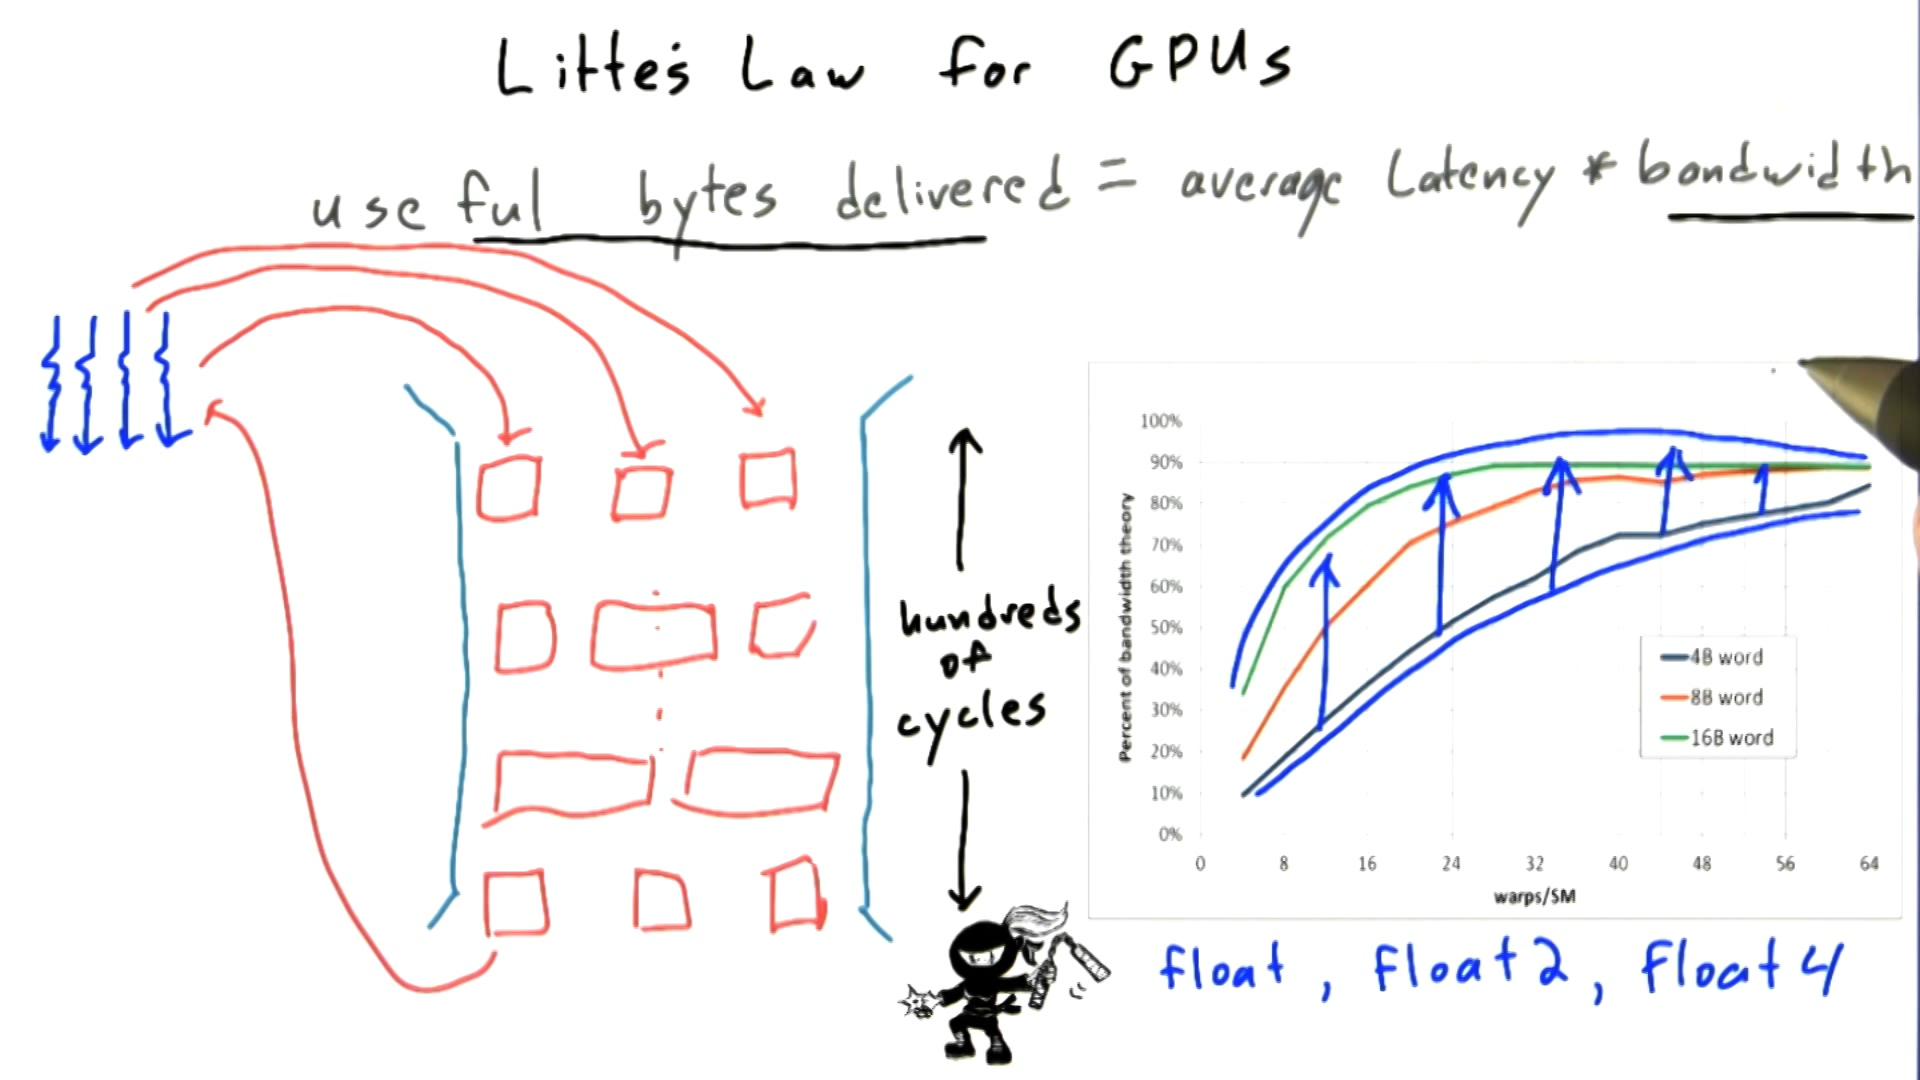 Little's Law for GPUs
useful bytes delivered = average Latency * bandwidth
hundreds
of
cycles
Percent of bandwidth theory
100%
90%
80%
70%
60%
50%
40%
30%
20%
10%
0%
0 8 16 24 32 40 48 56 64
warps/SM
4B word
8B word
16B word
float, float2, float4